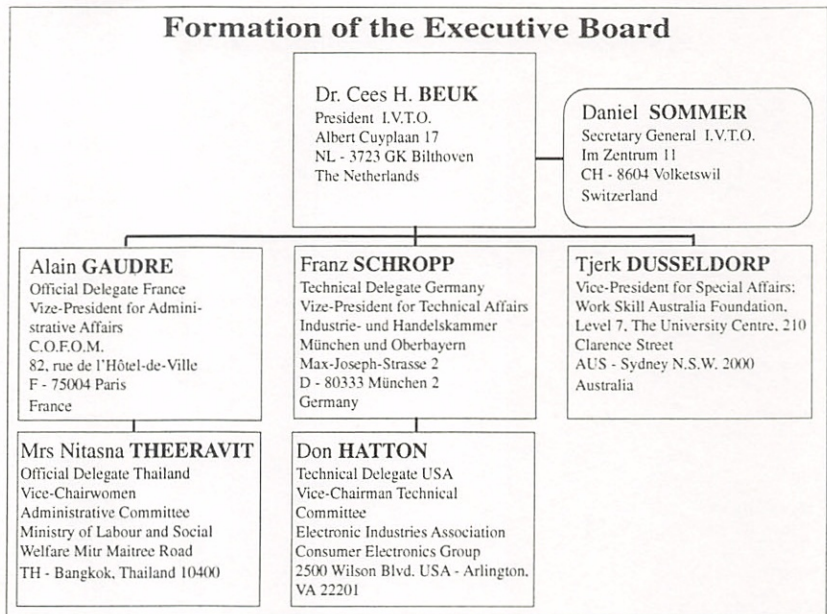 Formation of the Executive Board
Dr. Cees H. BEUK
President I.V.T.O.
Albert Cuyplaan 17
NL - 3723 GK Bilthoven
The Netherlands
Daniel SOMMER
Secretary General I.V.T.O.
Im Zentrum 11
CH - 8604 Volketswil
Switzerland
Alain GAUDRE
Official Delegate France
Vize-President for Admini-
strative Affairs
C.O.F.O.M.
82, rue de l'Hôtel-de-Ville
F - 75004 Paris
France
Franz SCHROPP
Technical Delegate Germany
Vize-President for Technical Affairs
Industrie- und Handelskammer
München und Oberbayern
Max-Joseph-Strasse 2
D - 80333 München 2
Germany
Tjerk DUSSELDORP
Vice-President for Special Affairs;
Work Skill Australia Foundation,
Level 7, The University Centre, 210
Clarence Street
AUS - Sydney N.S.W. 2000
Australia
Mrs Nitasna THEERAVIT
Official Delegate Thailand
Vice-Chairwomen
Administrative Committee
Ministry of Labour and Social
Welfare Mitr Maitree Road
TH - Bangkok, Thailand 10400
Don HATTON
Technical Delegate USA
Vice-Chairman Technical
Committee
Electronic Industries Association
Consumer Electronics Group
2500 Wilson Blvd. USA - Arlington,
VA 22201